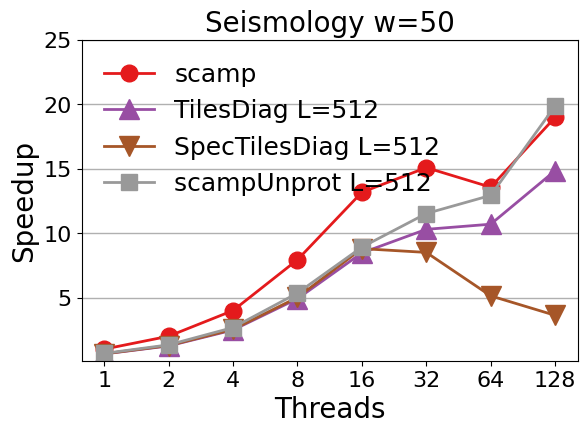 Seismology w=50
25
20
15
10
5
Speedup
scamp
TilesDiag L=512
SpecTilesDiag L=512
scampUnprot L=512
1 2 4 8 16 32 64 128
Threads